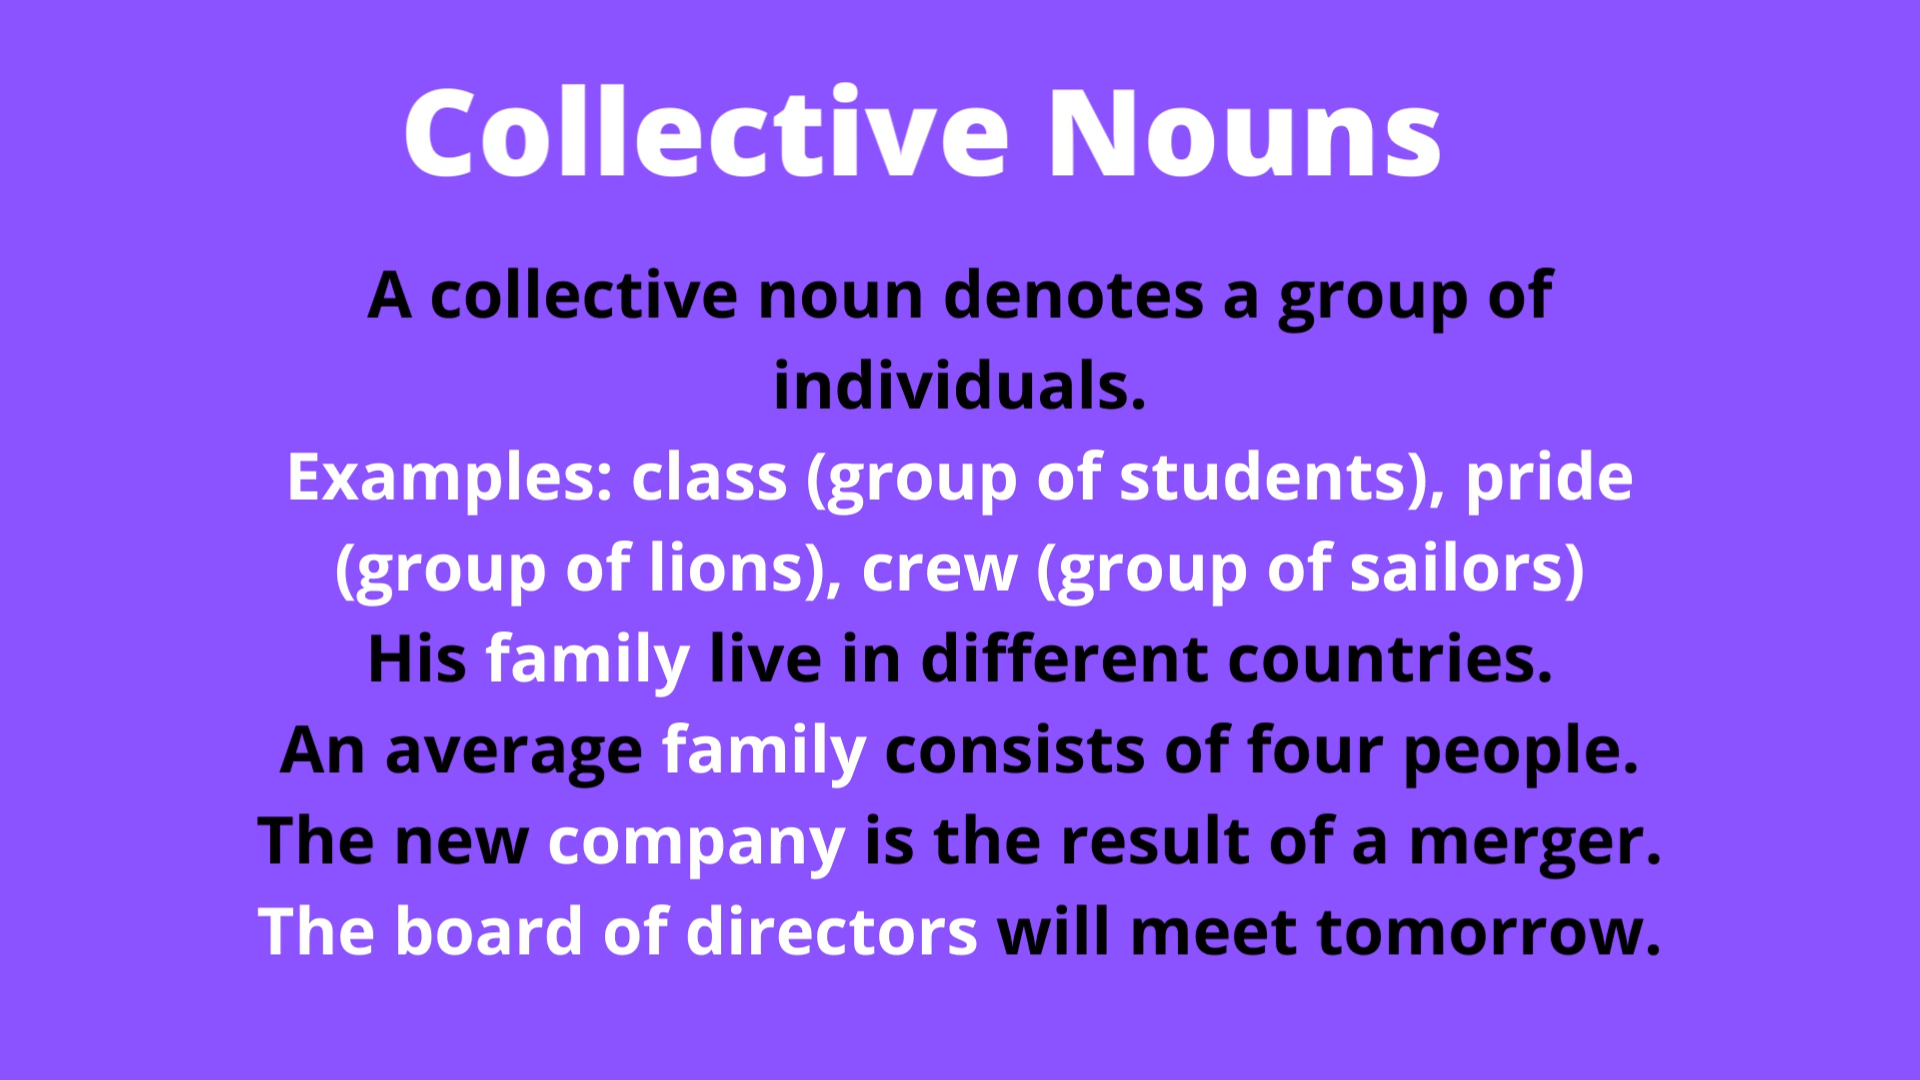 Collective Nouns
A collective noun denotes a group of
individuals.
Examples: class (group of students), pride
(group of lions), crew (group of sailors)
His family live in different countries.
An average family consists of four people.
The new company is the result of a merger.
The board of directors will meet tomorrow.